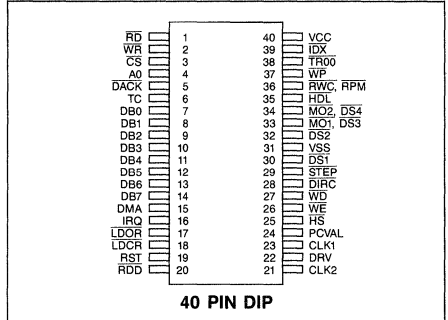 RD 1 40 VCC
WR 2 39 IDX
CS 3 38 TR00
A0 4 37 WP
DACK 5 36 RWC, RPM
TC 6 35 HDL
DB0 7 34 MO2, DS4
DB1 8 33 MO1, DS3
DB2 9 32 DS2
DB3 10 31 VSS
DB4 11 30 DS1
DB5 12 29 STEP
DB6 13 28 DIRC
DB7 14 27 WD
DMA 15 26 WE
IRQ 16 25 HS
LDOR 17 24 PCVAL
LDCR 18 23 CLK1
RST 19 22 DRV
RDD 20 21 CLK2
40 PIN DIP